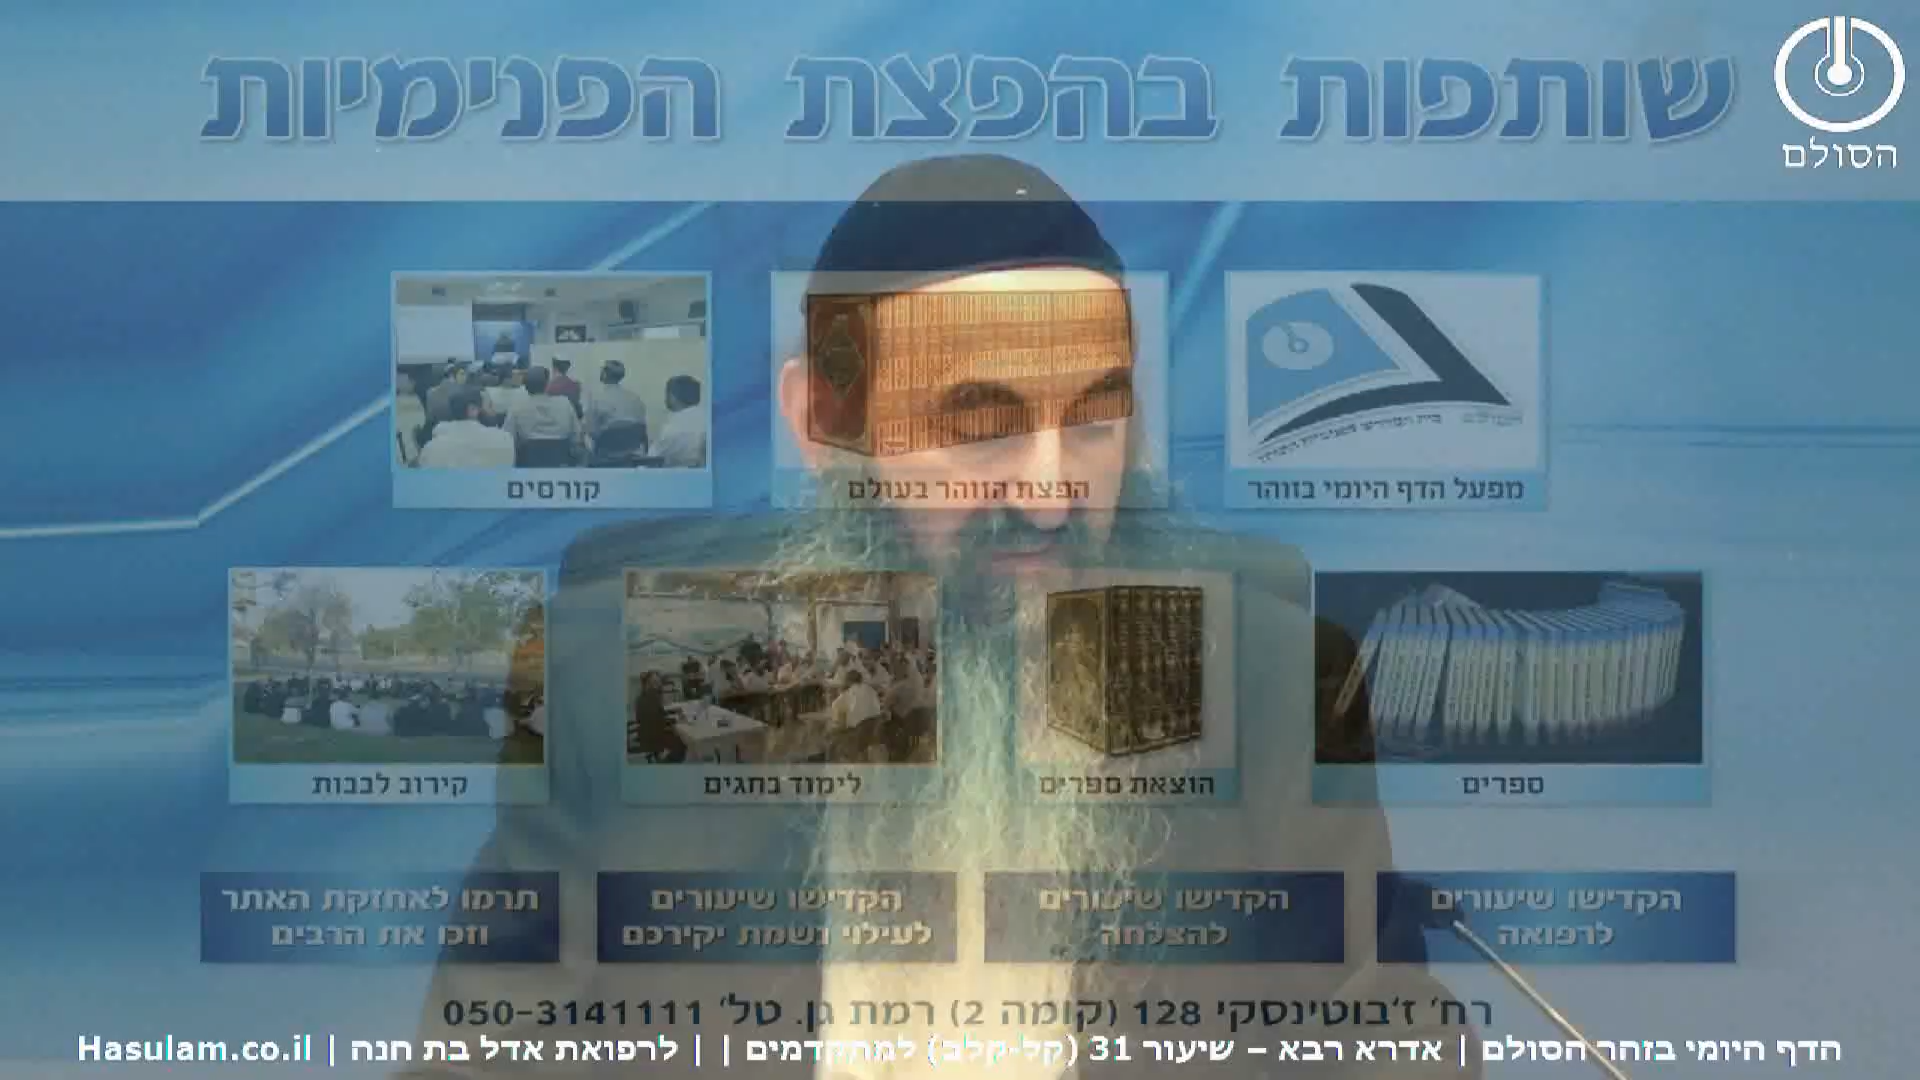 שותפות בהפצת הפנימיות
הסולם
קורסים
הפצת הזוהר בעולם
מפעל הדף היומי בזוהר
קירוב לבבות
לימוד בחגים
הוצאת ספרים
ספרים
הקדישו שיעורים
לרפואה
הקדישו שיעורים
להצלחה
הקדישו שיעורים
לעילוי נשמת יקירכם
תרמו לאחזקת האתר
וזכו את הרבים
רח' ז'בוטינסקי 128 (קומה 2) רמת גן. טל' 050-3141111
הדף היומי בזהר הסולם | אדרא רבא – שיעור 31 (קל-קלב) למתקדמים | | לרפואת אדל בת חנה | Hasulam.co.il